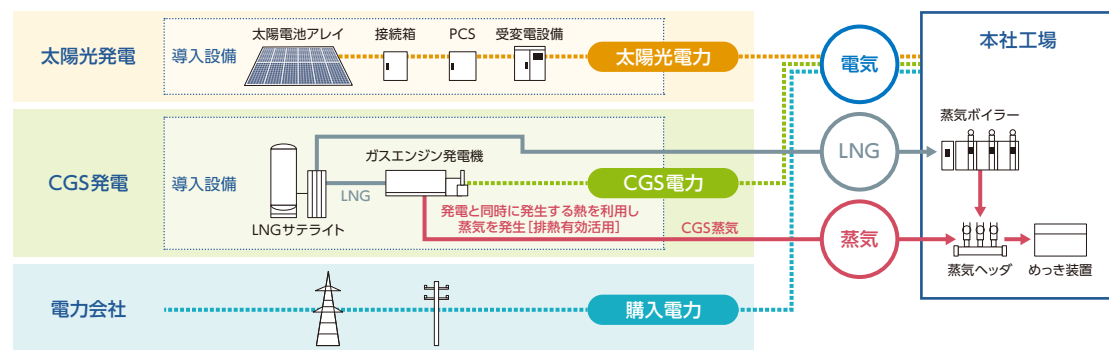 太陽光発電
導入設備
太陽電池アレイ
接続箱
PCS
受変電設備
太陽光電力
電気
本社工場
CGS発電
導入設備
LNGサテライト
LNG
ガスエンジン発電機
CGS電力
発電と同時に発生する熱を利用し
蒸気を発生[排熱有効活用]
CGS蒸気
LNG
蒸気
蒸気ボイラー
蒸気ヘッダ
めっき装置
電力会社
購入電力